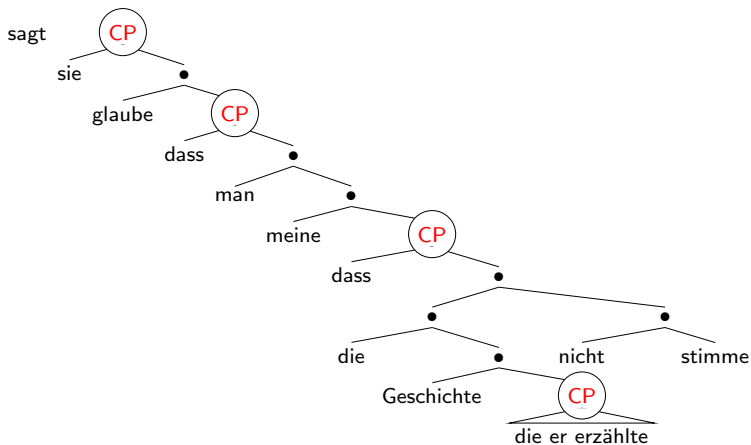 sagt CP
sie
glaube CP
dass
man
meine CP
dass
die nicht stimme
Geschichte CP
die er erzählte